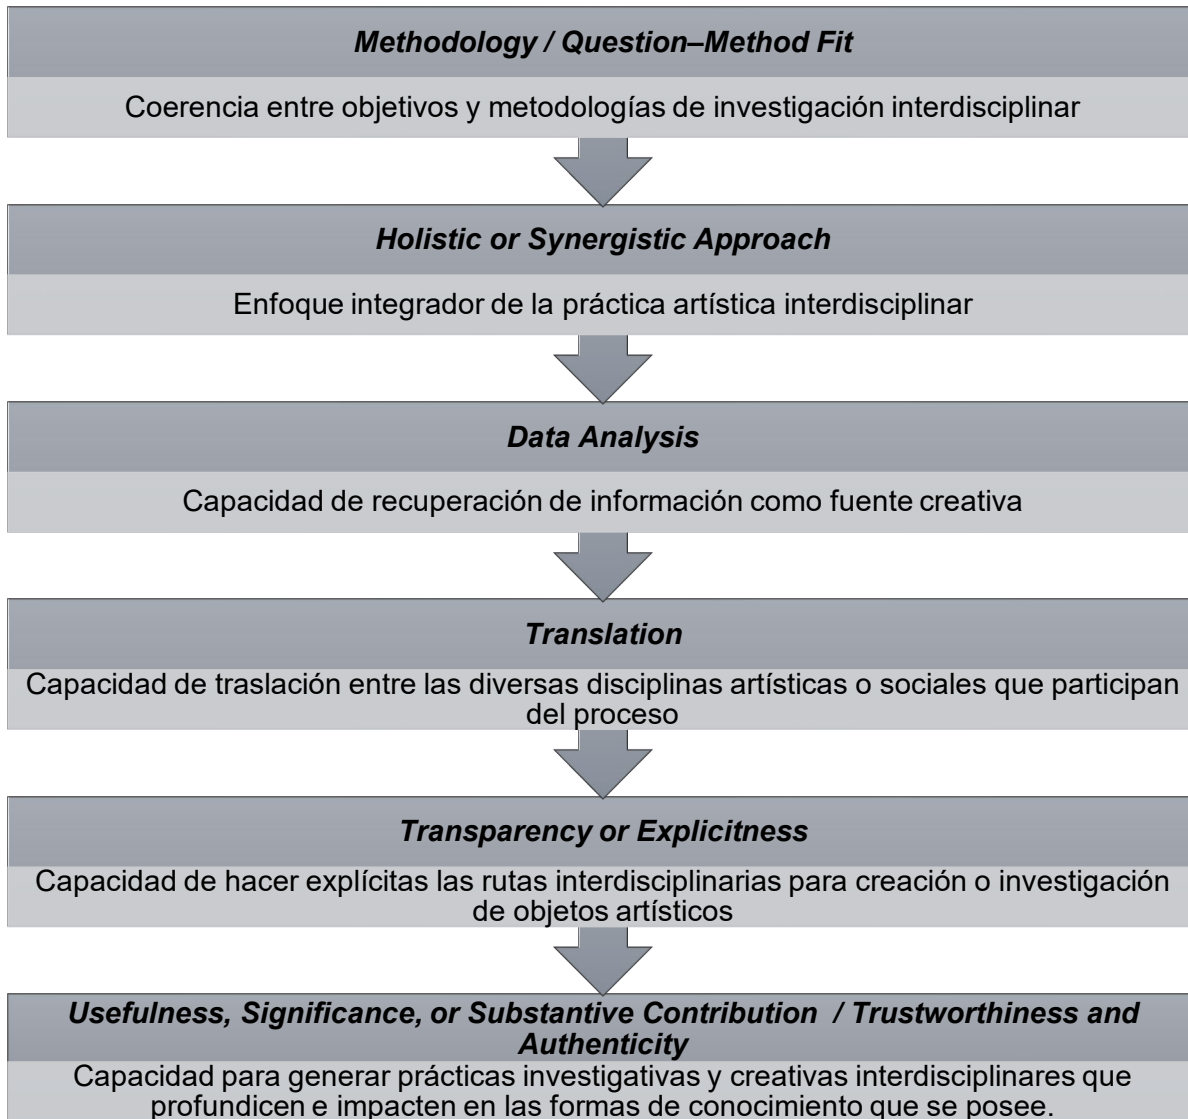 Methodology / Question–Method Fit
Coerencia entre objetivos y metodologías de investigación interdisciplinar
Holistic or Synergistic Approach
Enfoque integrador de la práctica artística interdisciplinar
Data Analysis
Capacidad de recuperación de información como fuente creativa
Translation
Capacidad de traslación entre las diversas disciplinas artísticas o sociales que participan
del proceso
Transparency or Explicitness
Capacidad de hacer explícitas las rutas interdisciplinarias para creación o investigación
de objetos artísticos
Usefulness, Significance, or Substantive Contribution / Trustworthiness and
Authenticity
Capacidad para generar prácticas investigativas y creativas interdisciplinares que
profundicen e impacten en las formas de conocimiento que se posee.